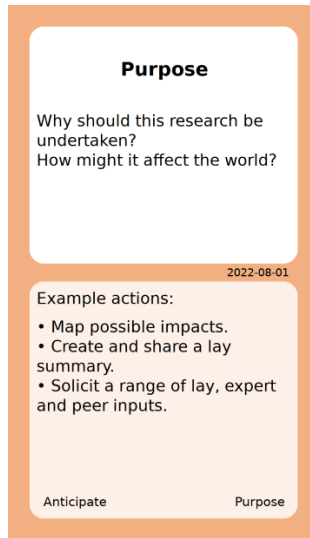 Purpose
Why should this research be
undertaken?
How might it affect the world?
2022-08-01
Example actions:
• Map possible impacts.
• Create and share a lay
summary.
• Solicit a range of lay, expert
and peer inputs.
Anticipate Purpose